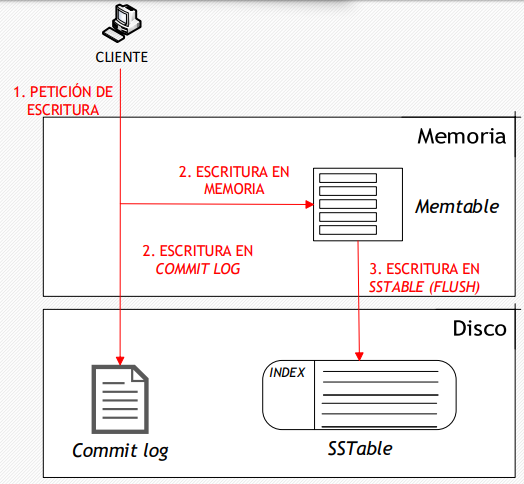 CLIENTE
1. PETICIÓN DE
ESCRITURA
Memoria
2. ESCRITURA EN
MEMORIA
Memtable
2. ESCRITURA EN
COMMIT LOG
3. ESCRITURA EN
SSTABLE (FLUSH)
Disco
INDEX
Commit log
SSTable